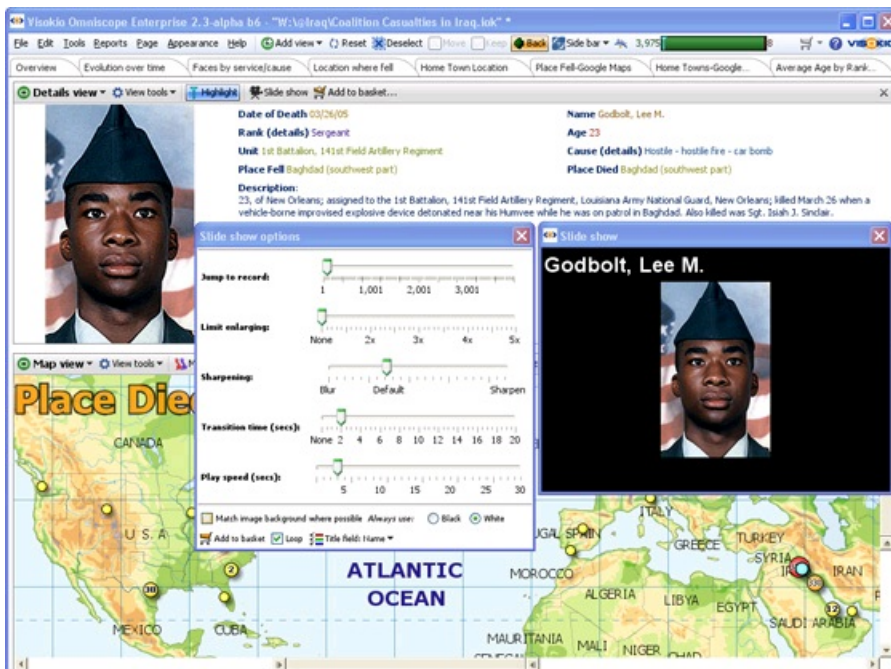 Visokio Omniscope Enterprise 2.3-alpha b6 - "W:\@Iraq\Coalition Casualties in Iraq.iok" *
File Edit Tools Reports Page Appearance Help Add view Reset Deselect Move Keep Back Side bar 3,975 8
Overview Evolution over time Faces by service/cause Location where fell Home Town Location Place Fell-Google Maps Home Towns-Google... Average Age by Rank...
Details view View tools Highlight Slide show Add to basket...
Date of Death 03/26/05 Name Godbolt, Lee M.
Rank (details) Sergeant Age 23
Unit 1st Battalion, 141st Field Artillery Regiment Cause (details) Hostile - hostile fire - car bomb
Place Fell Baghdad (southwest part) Place Died Baghdad (southwest part)
Description:
23, of New Orleans; assigned to the 1st Battalion, 141st Field Artillery Regiment, Louisiana Army National Guard, New Orleans; killed March 26 when a
vehicle-borne improvised explosive device detonated near his Humvee while he was on patrol in Baghdad. Also killed was Sgt. Isiah J. Sinclair.
Slide show options
Jump to record:
1 1,001 2,001 3,001
Limit enlarging:
None 2x 3x 4x 5x
Sharpening:
Blur Default Sharpen
Transition time (secs):
None 2 4 6 8 10 12 14 16 18 20
Play speed (secs):
5 10 15 20 25 30
Match image background where possible Always use: Black White
Add to basket Loop Title field: Name
Slide show
Godbolt, Lee M.
Map view View tools
Place Died
CANADA
U.S.A
30
2
MEXICO
CUBA
ATLANTIC
OCEAN
SPAIN
ITALY
GREECE
TURKEY
SYRIA
IRAN
MOROCCO
ALGERIA
LIBYA
EGYPT
12
SAUDI ARABIA
MAURITANIA
MALI
NIGER